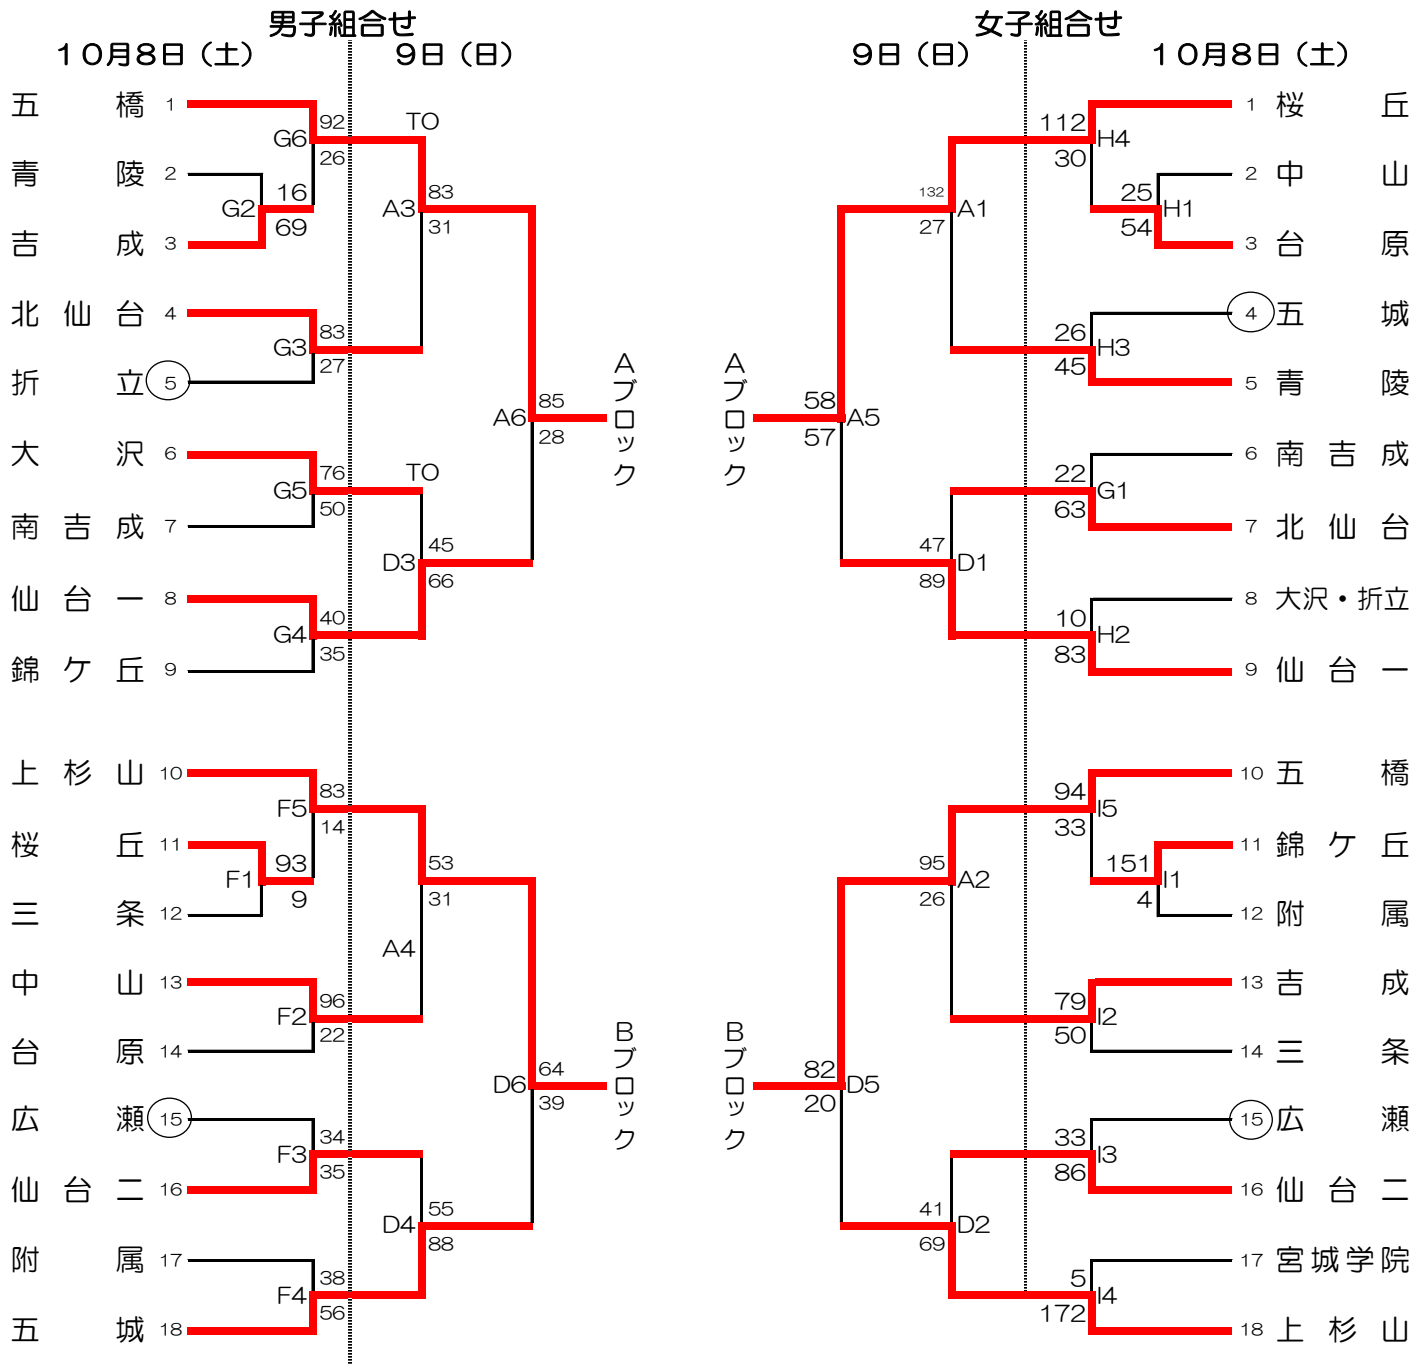 男子組合せ
10月8日（土）
9日（日）
五橋 1
青陵 2
吉成 3
北仙台 4
折立 5
大沢 6
南吉成 7
仙台一 8
錦ケ丘 9
上杉山 10
桜丘 11
三条 12
中山 13
台原 14
広瀬 15
仙台二 16
附属 17
五城 18
G6 92 26
G2 16 69
G3 83 27
G5 76 50
G4 40 35
F5 83 14
F1 93 9
F2 96 22
F3 34 35
F4 38 56
TO
A3 83 31
TO
D3 45 66
A4 53 31
D4 55 88
A6 85 28
D6 64 39
Aブロック
Bブロック
女子組合せ
9日（日）
10月8日（土）
Aブロック
Bブロック
58 57 A5
82 20 D5
132 27 A1
47 89 D1
95 26 A2
41 69 D2
112 30 H4
25 54 H1
26 45 H3
22 63 G1
10 83 H2
94 33 I5
151 4 I1
79 50 I2
33 86 I3
5 172 I4
1 桜丘
2 中山
3 台原
4 五城
5 青陵
6 南吉成
7 北仙台
8 大沢・折立
9 仙台一
10 五橋
11 錦ケ丘
12 附属
13 吉成
14 三条
15 広瀬
16 仙台二
17 宮城学院
18 上杉山